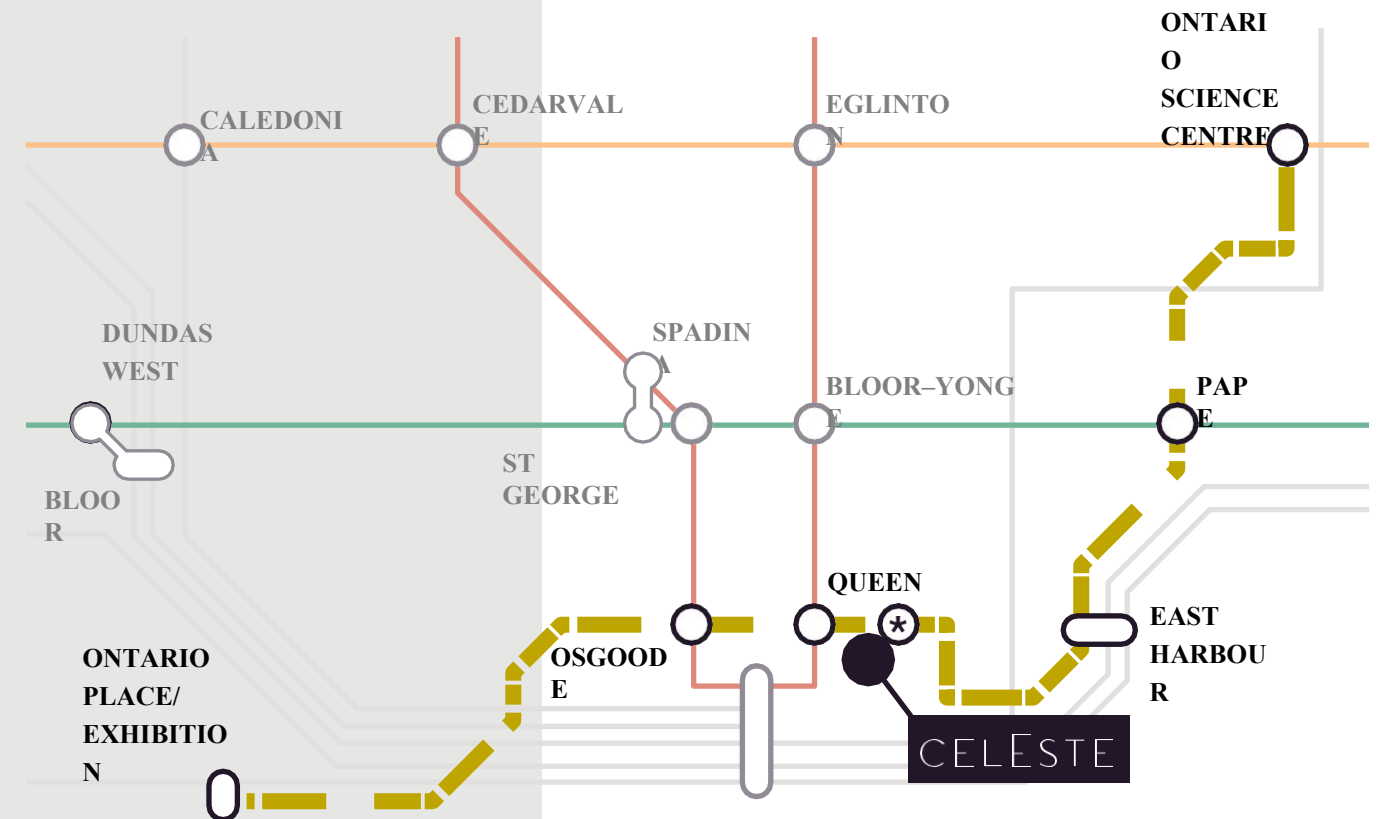 ONTARI
O
SCIENCE
CENTRE
CALEDONI
A
CEDARVAL
E
EGLINTO
N
DUNDAS
WEST
SPADIN
A
BLOOR–YONG
E
PAP
E
BLOO
R
ST
GEORGE
QUEEN
*
OSGOOD
E
EAST
HARBOU
R
ONTARIO
PLACE/
EXHIBITIO
N
CELESTE